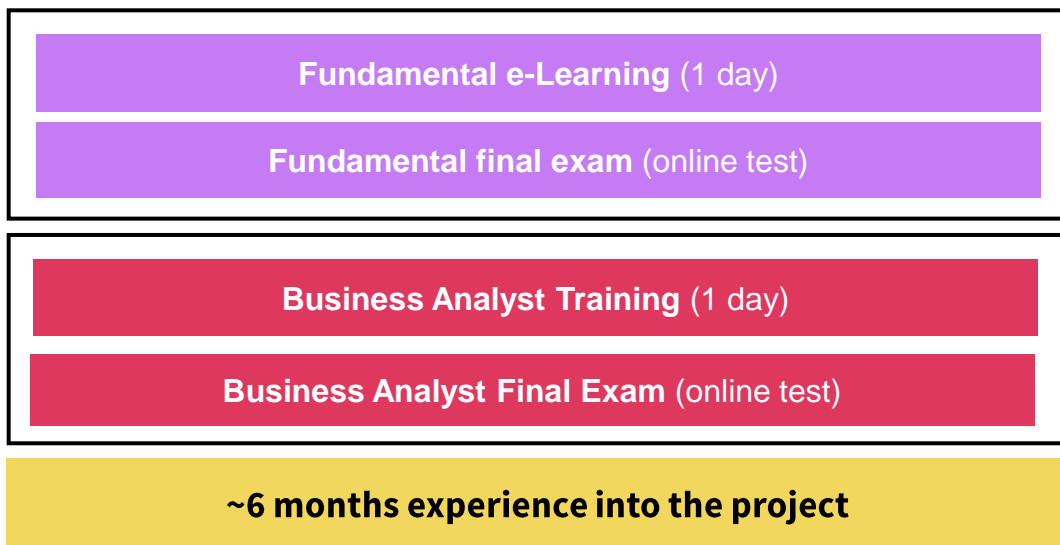 Fundamental e-Learning (1 day)
Fundamental final exam (online test)
Business Analyst Training (1 day)
Business Analyst Final Exam (online test)
~6 months experience into the project